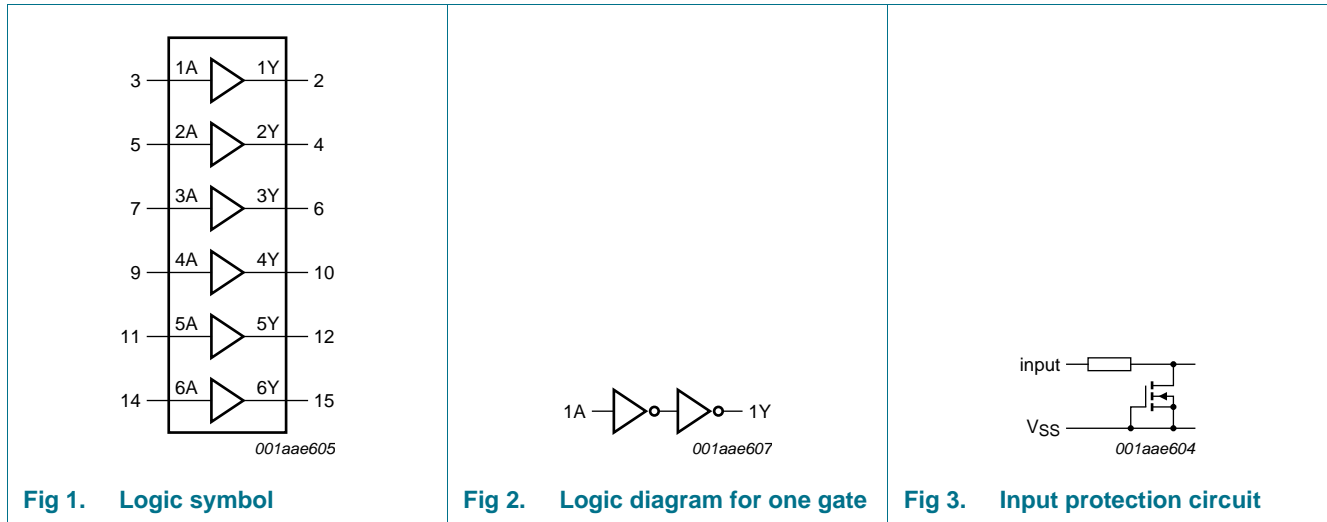 3 1A 1Y 2
5 2A 2Y 4
7 3A 3Y 6
9 4A 4Y 10
11 5A 5Y 12
14 6A 6Y 15
001aae605
Fig 1. Logic symbol
1A 1Y
001aae607
Fig 2. Logic diagram for one gate
input
VSS
001aae604
Fig 3. Input protection circuit